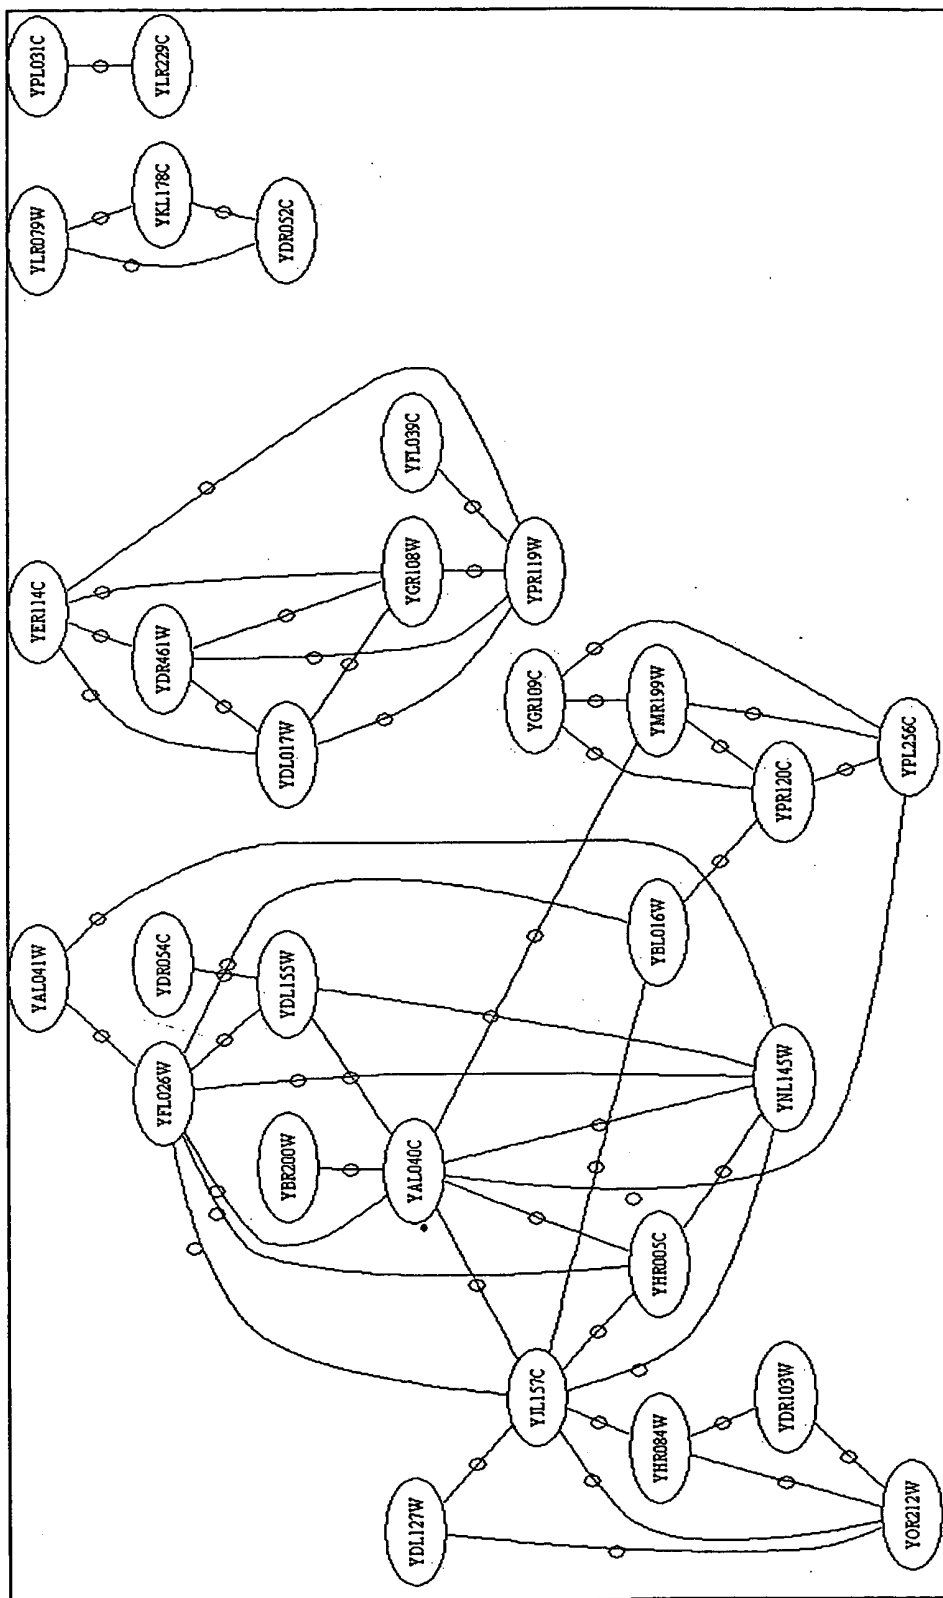 YPL031C
YLR229C
YLR079W
YKL178C
YDR052C
YER114C
YFL039C
YDR461W
YGR108W
YPR119W
YDL017W
YGR109C
YMR199W
YPR120C
YPL256C
YAL041W
YDR054C
YFL026W
YDL155W
YBL016W
YBR200W
YAL040C
YNL145W
YHR005C
YJL157C
YHR084W
YDR103W
YDL127W
YOR212W